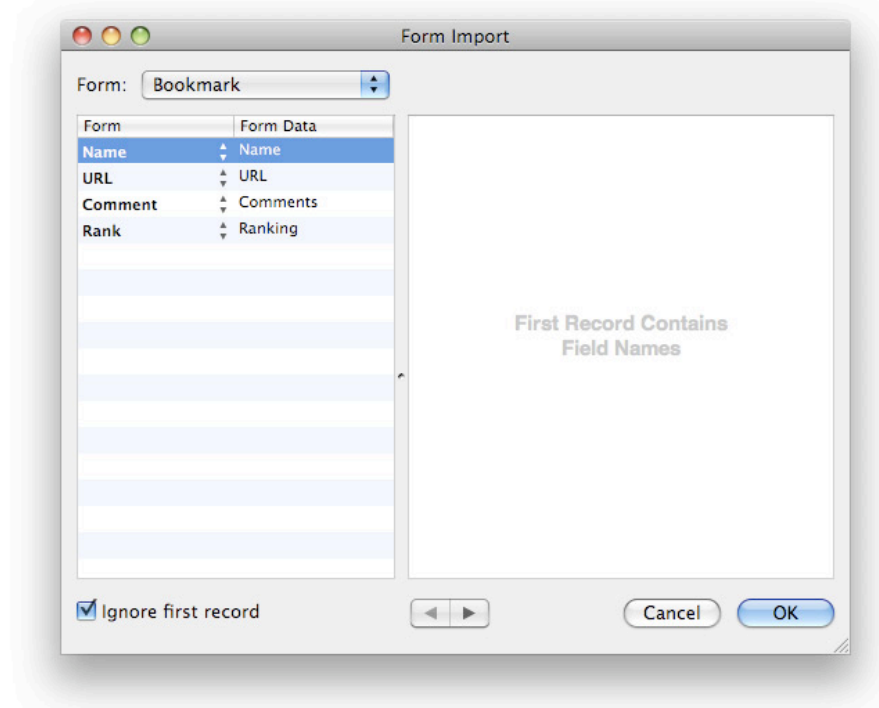 Form Import
Form: Bookmark
Form Form Data
Name Name
URL URL
Comment Comments
Rank Ranking
First Record Contains
Field Names
Ignore first record
Cancel OK